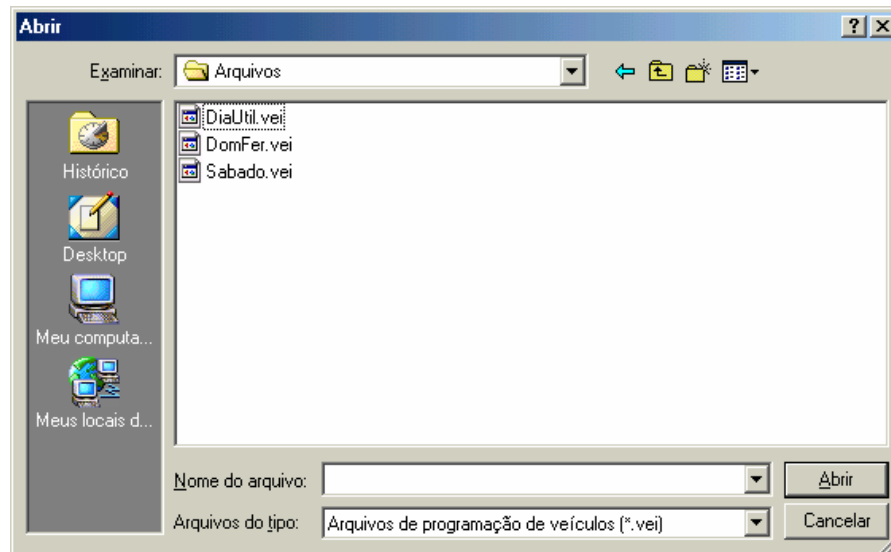 Abrir
Examinar: Arquivos
DiaUtil.vei
DomFer.vei
Sabado.vei
Histórico
Desktop
Meu computa...
Meus locais d...
Nome do arquivo: Abrir
Arquivos do tipo: Arquivos de programação de veículos (*.vei) Cancelar